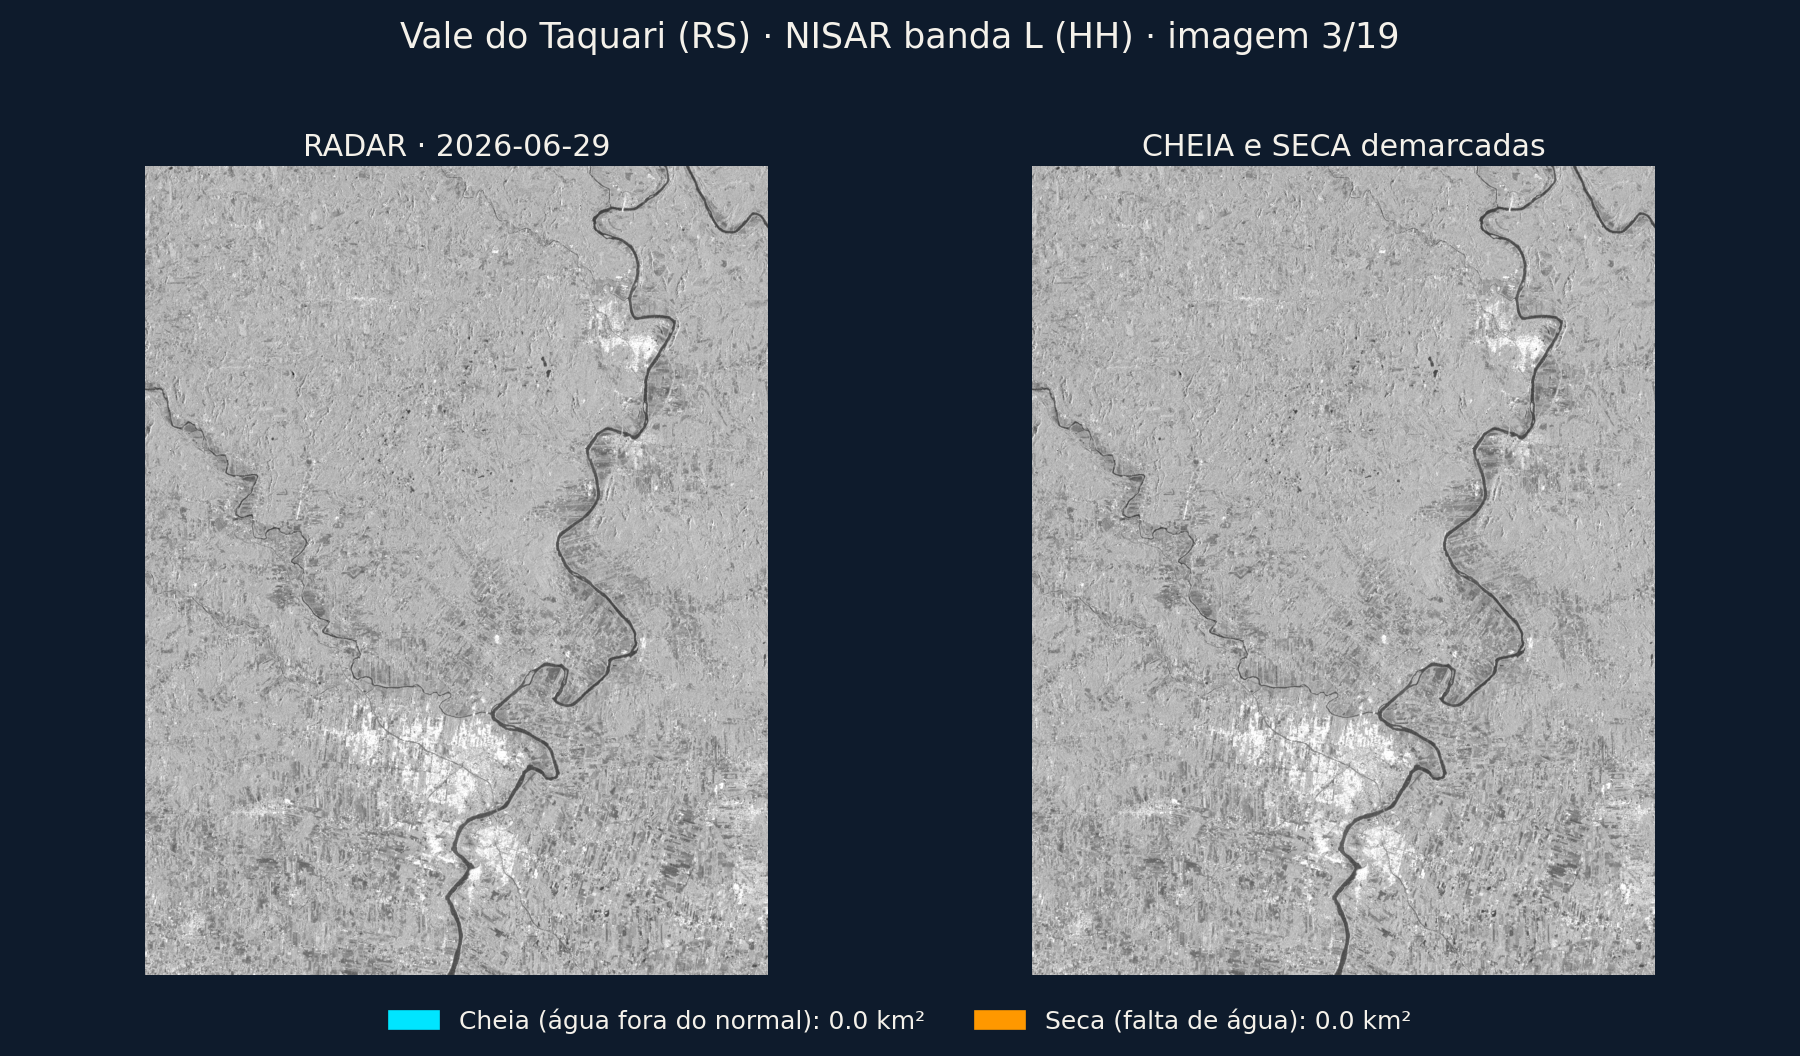 Vale do Taquari (RS) · NISAR banda L (HH) · imagem 3/19
RADAR · 2026-06-29
CHEIA e SECA demarcadas
Cheia (água fora do normal): 0.0 km²
Seca (falta de água): 0.0 km²